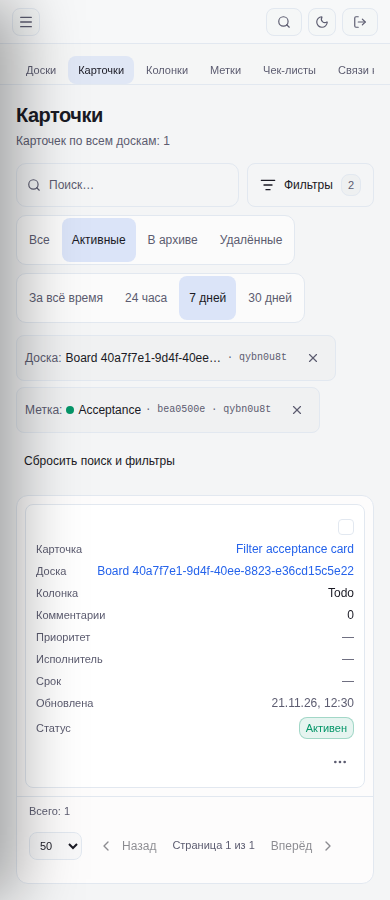 Доски Карточки Колонки Метки Чек-листы Связи
Карточки
Карточек по всем доскам: 1
Поиск… Фильтры 2
Все Активные В архиве Удалённые
За всё время 24 часа 7 дней 30 дней
Доска: Board 40a7f7e1-9d4f-40ee… · qybn0u8t
Метка: Acceptance · bea0500e · qybn0u8t
Сбросить поиск и фильтры
Карточка Filter acceptance card
Доска Board 40a7f7e1-9d4f-40ee-8823-e36cd15c5e22
Колонка Todo
Комментарии 0
Приоритет —
Исполнитель —
Срок —
Обновлена 21.11.26, 12:30
Статус Активен
Всего: 1
50 Назад Страница 1 из 1 Вперёд